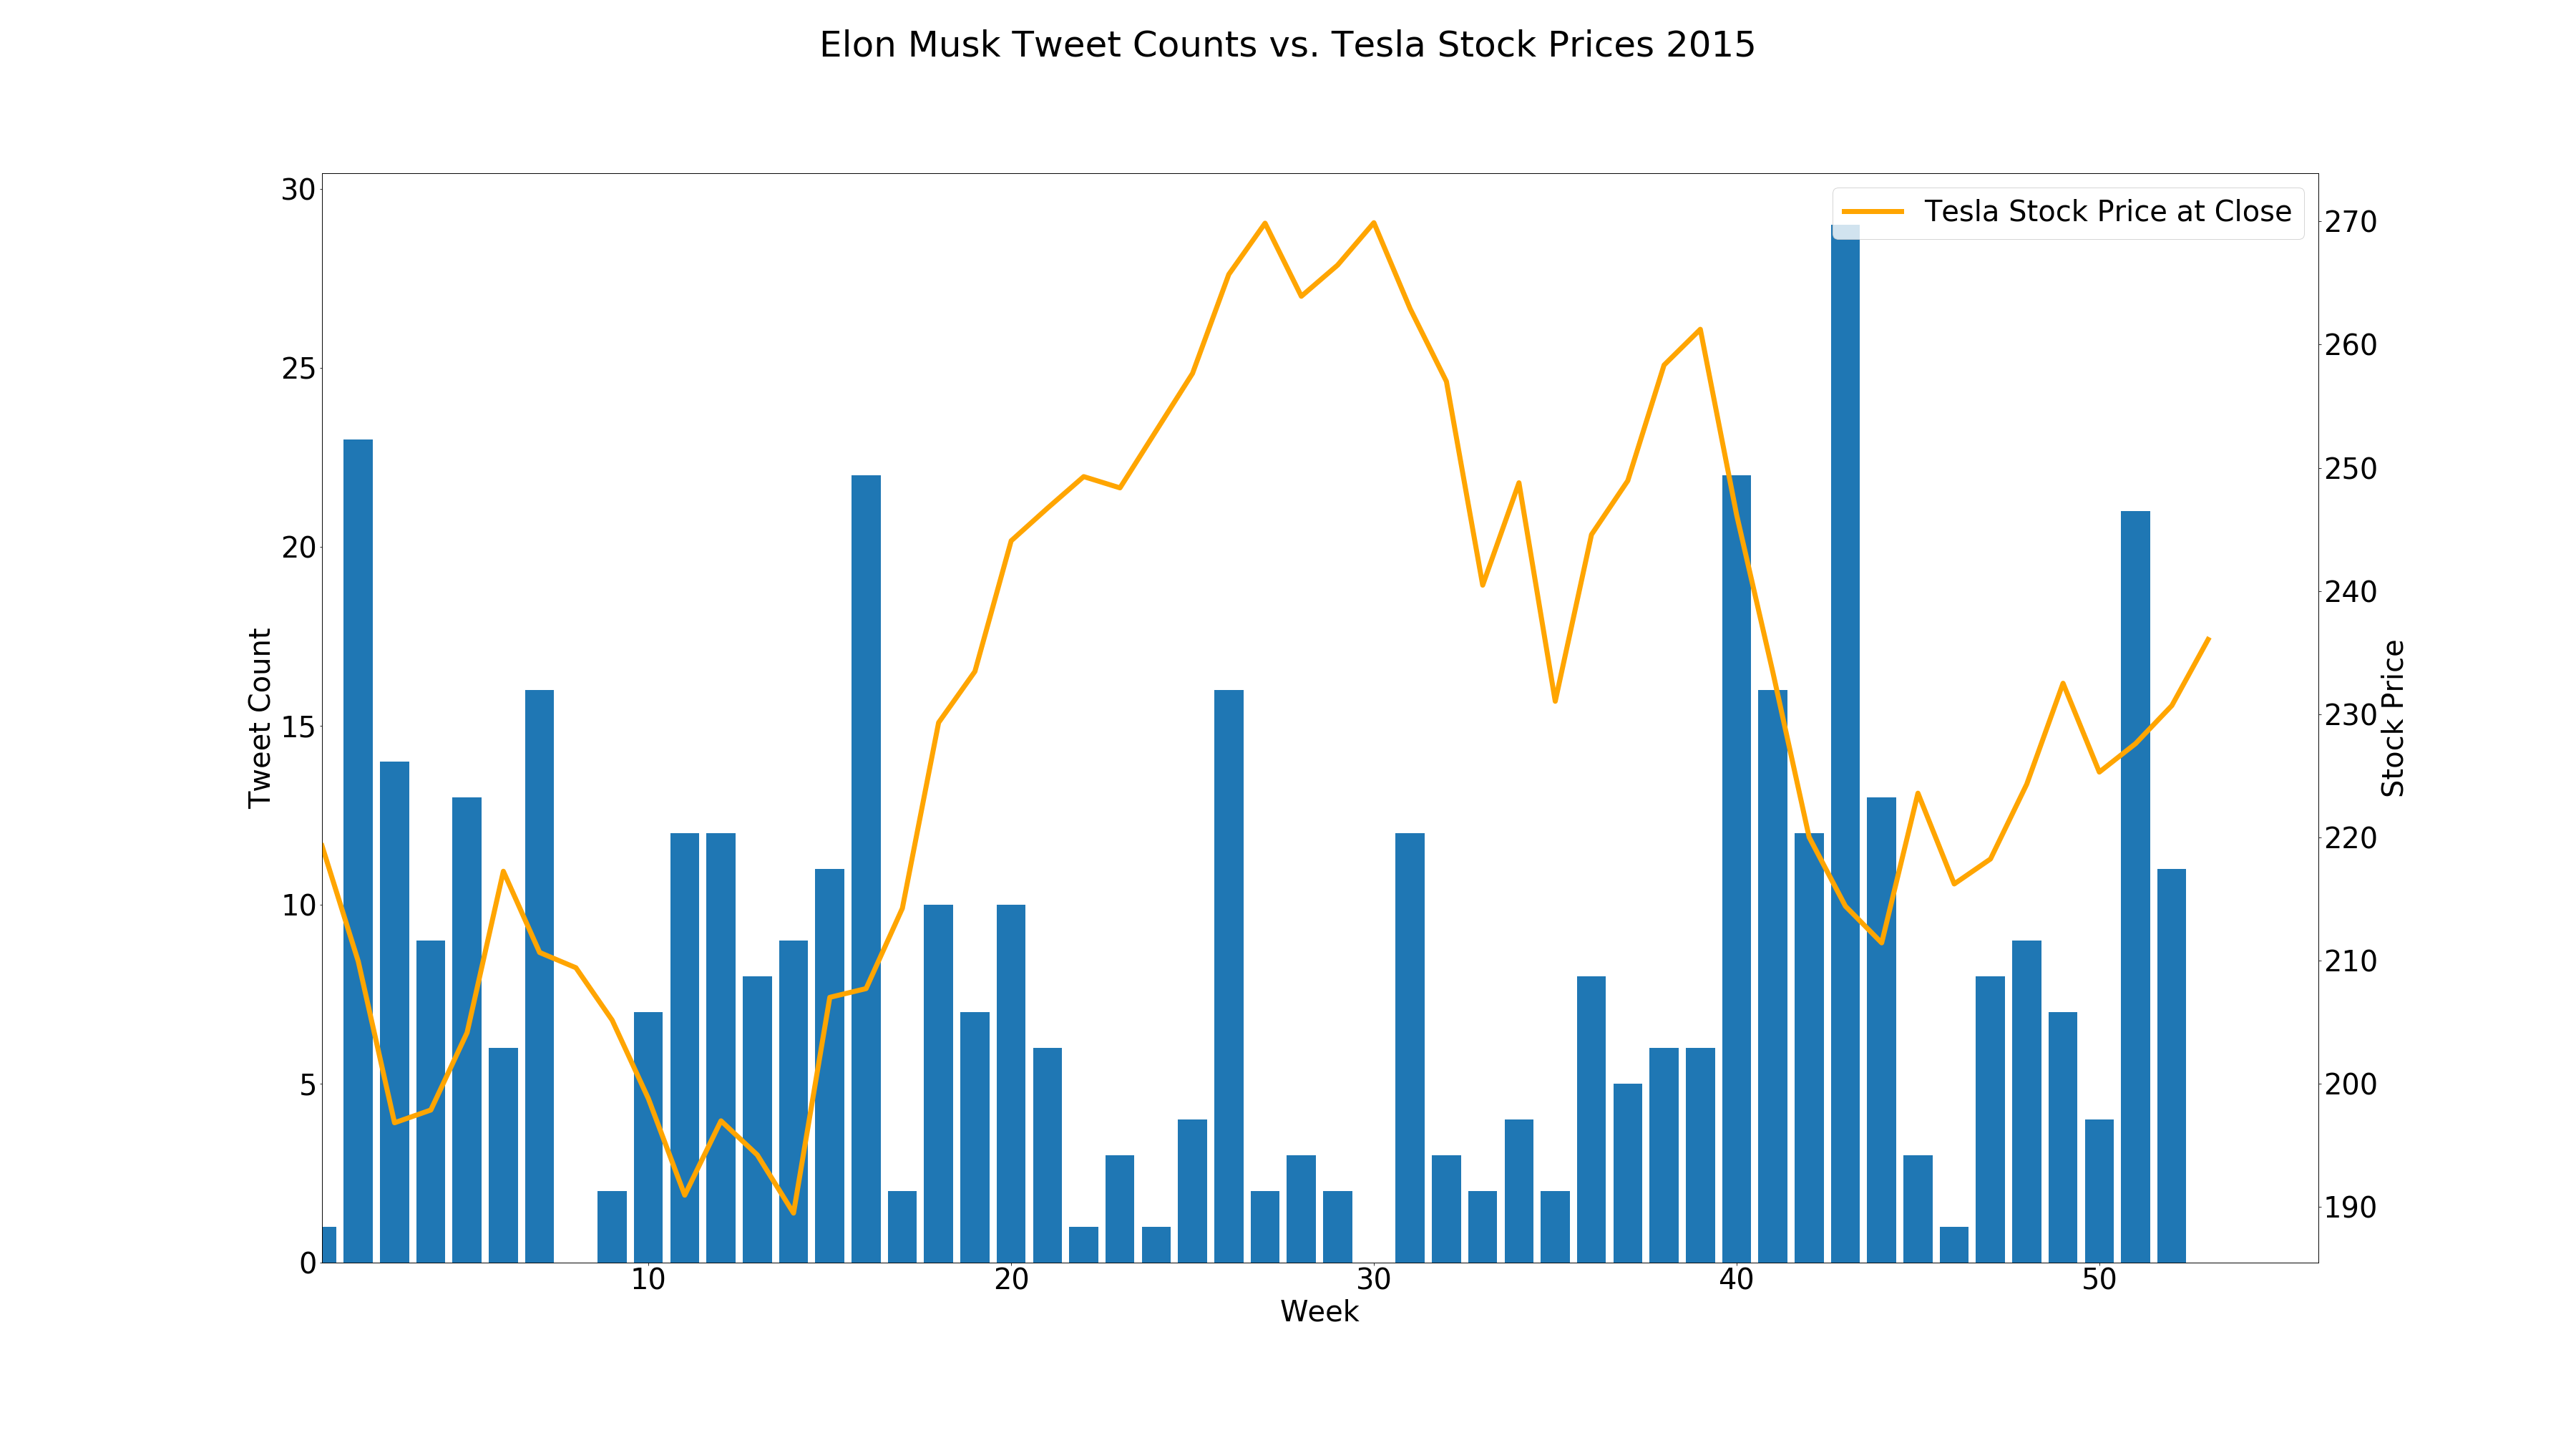 Elon Musk Tweet Counts vs. Tesla Stock Prices 2015
Tesla Stock Price at Close
30
25
20
15
10
5
0
Tweet Count
270
260
250
240
230
220
210
200
190
Stock Price
10 20 30 40 50
Week